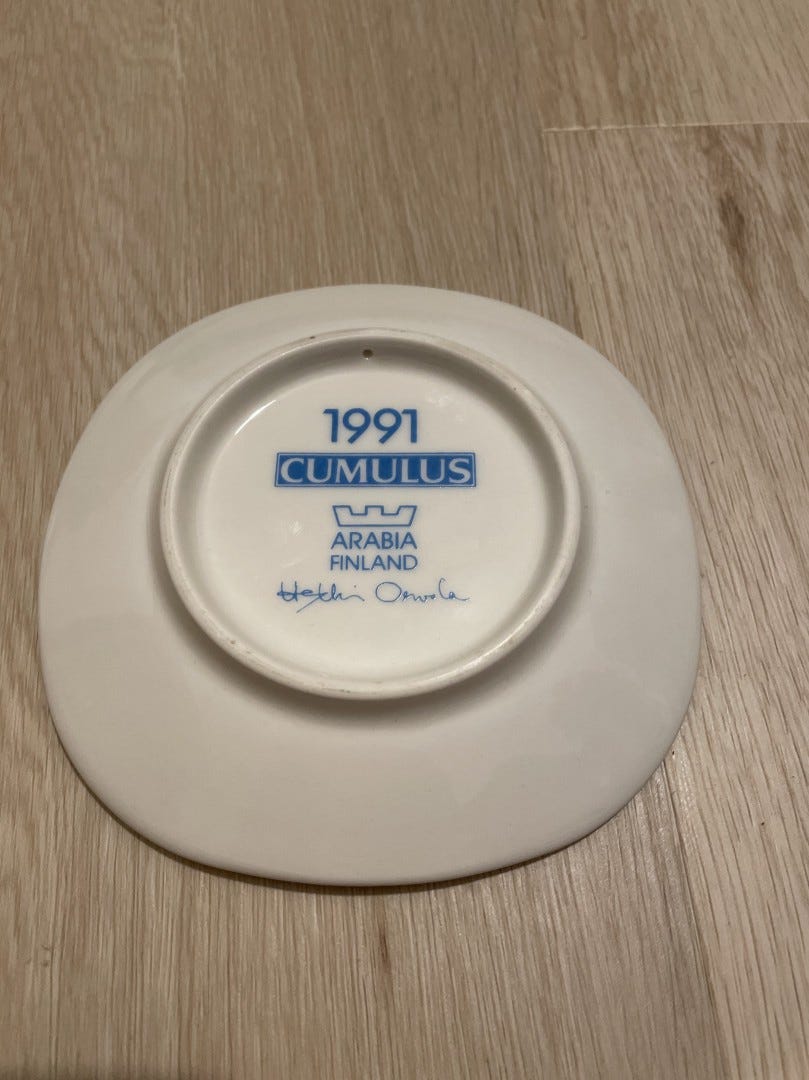 1991
CUMULUS
ARABIA
FINLAND
Heikki Orvola